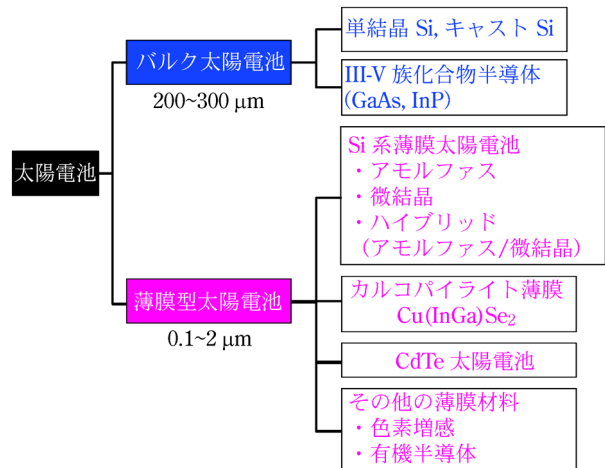 太陽電池
バルク太陽電池
200~300 μm
単結晶 Si, キャスト Si
III-V 族化合物半導体
(GaAs, InP)
薄膜型太陽電池
0.1~2 μm
Si 系薄膜太陽電池
・アモルファス
・微結晶
・ハイブリッド
（アモルファス/微結晶）
カルコパイライト薄膜
Cu(InGa)Se₂
CdTe 太陽電池
その他の薄膜材料
・色素増感
・有機半導体